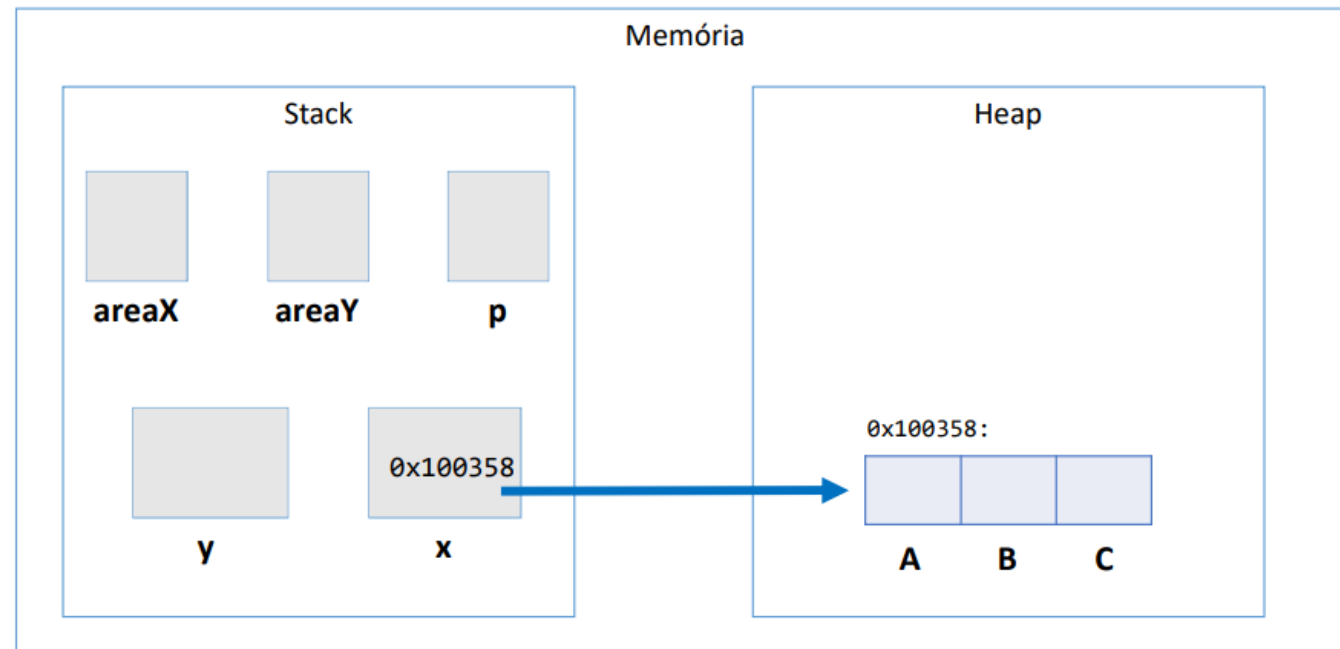 Memória
Stack
Heap
areaX
areaY
p
0x100358:
0x100358
y
x
A
B
C